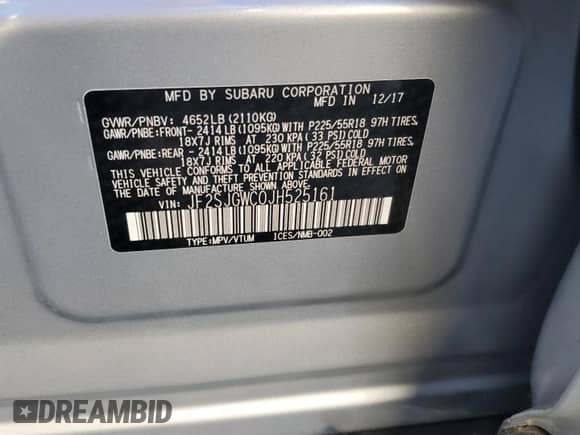 MFD BY SUBARU CORPORATION
MFD IN 12/17
GVWR/PNBV: 4652LB(2110KG)
GAWR/PNBE:FRONT-2414LB(1095KG)WITH P225/55R18 97H TIRES,
18X7J RIMS AT 230 KPA(33 PSI)COLD
GAWR/PNBE:REAR -2414LB(1095KG)WITH P225/55R18 97H TIRES,
18X7J RIMS AT 220 KPA(32 PSI)COLD
THIS VEHICLE CONFORMS TO ALL APPLICABLE FEDERAL MOTOR
VEHICLE SAFETY AND THEFT PREVENTION STANDARDS IN EFFECT ON
THE DATE OF MANUFACTURE SHOWN ABOVE.
VIN: JF2SJGWC0JH525161
TYPE:MPV/VTUM ICES/NMB-002
DREAMBID